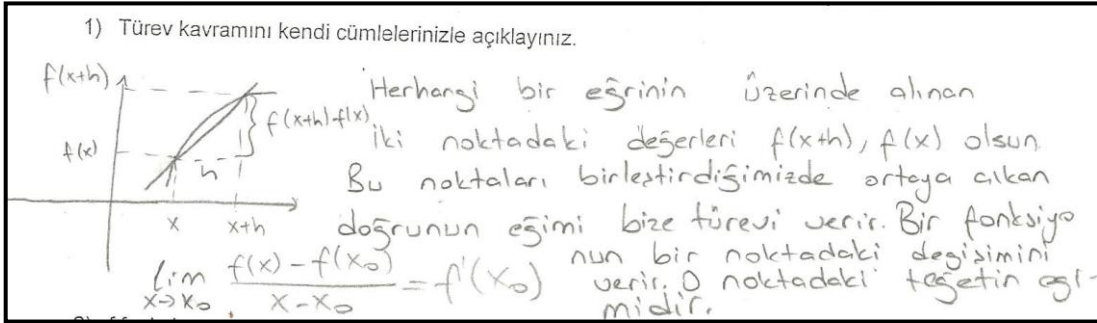 1) Türev kavramını kendi cümlelerinizle açıklayınız.
f(x+h)
f(x)
h
f(x+h)-f(x)
x x+h
Herhangi bir eğrinin üzerinde alınan
iki noktadaki değerleri f(x+h), f(x) olsun
Bu noktaları birleştirdiğimizde ortaya çıkan
doğrunun eğimi bize türevi verir. Bir fonksiyo
nun bir noktadaki degisimini
verir. O noktadaki teğetin eği-
midir.
lim x→x₀ f(x)-f(x₀) / x-x₀ = f'(x₀)